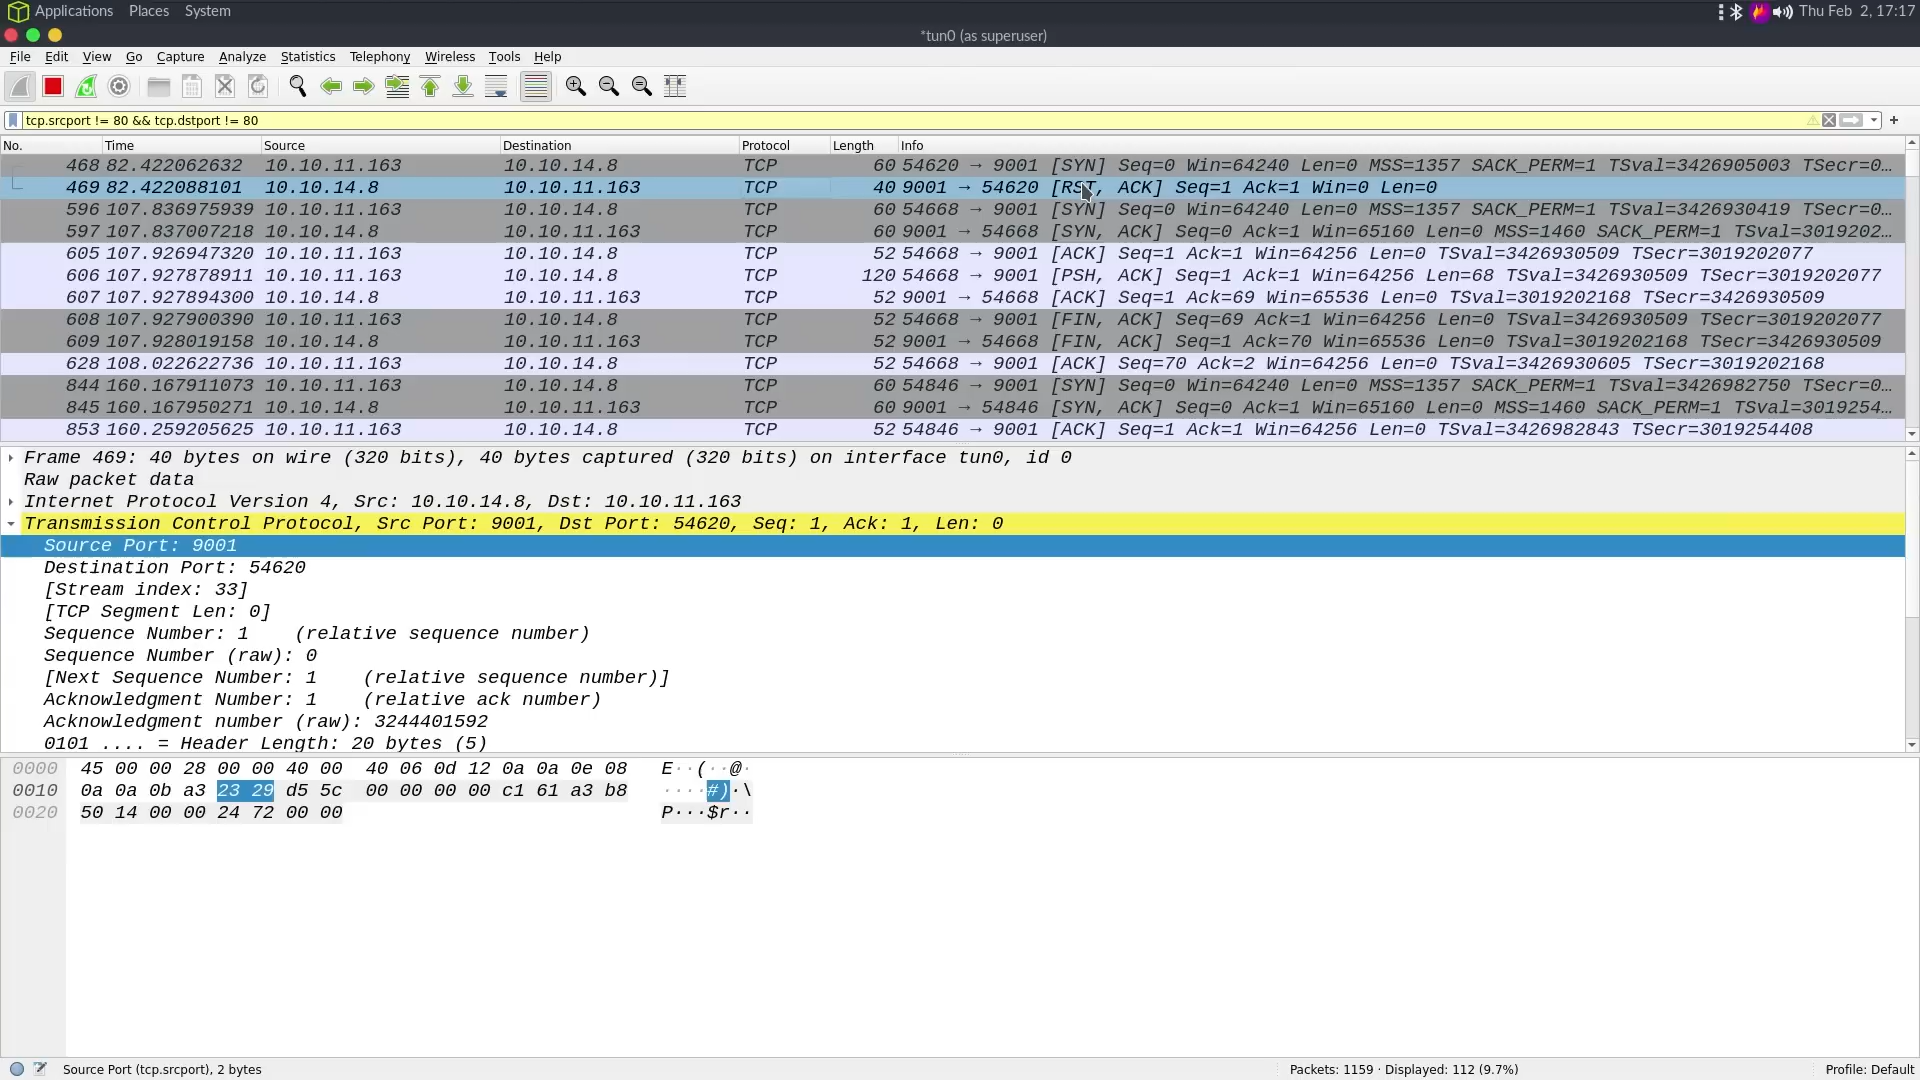 Applications Places System Thu Feb 2, 17:17
*tun0 (as superuser)
File Edit View Go Capture Analyze Statistics Telephony Wireless Tools Help
tcp.srcport != 80 && tcp.dstport != 80
No. Time Source Destination Protocol Length Info
468 82.422062632 10.10.11.163 10.10.14.8 TCP 60 54620 → 9001 [SYN] Seq=0 Win=64240 Len=0 MSS=1357 SACK_PERM=1 TSval=3426905003 TSecr=0…
469 82.422088101 10.10.14.8 10.10.11.163 TCP 40 9001 → 54620 [RST, ACK] Seq=1 Ack=1 Win=0 Len=0
596 107.836975939 10.10.11.163 10.10.14.8 TCP 60 54668 → 9001 [SYN] Seq=0 Win=64240 Len=0 MSS=1357 SACK_PERM=1 TSval=3426930419 TSecr=0…
597 107.837007218 10.10.14.8 10.10.11.163 TCP 60 9001 → 54668 [SYN, ACK] Seq=0 Ack=1 Win=65160 Len=0 MSS=1460 SACK_PERM=1 TSval=3019202…
605 107.926947320 10.10.11.163 10.10.14.8 TCP 52 54668 → 9001 [ACK] Seq=1 Ack=1 Win=64256 Len=0 TSval=3426930509 TSecr=3019202077
606 107.927878911 10.10.11.163 10.10.14.8 TCP 120 54668 → 9001 [PSH, ACK] Seq=1 Ack=1 Win=64256 Len=68 TSval=3426930509 TSecr=3019202077
607 107.927894300 10.10.14.8 10.10.11.163 TCP 52 9001 → 54668 [ACK] Seq=1 Ack=69 Win=65536 Len=0 TSval=3019202168 TSecr=3426930509
608 107.927900390 10.10.11.163 10.10.14.8 TCP 52 54668 → 9001 [FIN, ACK] Seq=69 Ack=1 Win=64256 Len=0 TSval=3426930509 TSecr=3019202077
609 107.928019158 10.10.14.8 10.10.11.163 TCP 52 9001 → 54668 [FIN, ACK] Seq=1 Ack=70 Win=65536 Len=0 TSval=3019202168 TSecr=3426930509
628 108.022622736 10.10.11.163 10.10.14.8 TCP 52 54668 → 9001 [ACK] Seq=70 Ack=2 Win=64256 Len=0 TSval=3426930605 TSecr=3019202168
844 160.167911073 10.10.11.163 10.10.14.8 TCP 60 54846 → 9001 [SYN] Seq=0 Win=64240 Len=0 MSS=1357 SACK_PERM=1 TSval=3426982750 TSecr=0…
845 160.167950271 10.10.14.8 10.10.11.163 TCP 60 9001 → 54846 [SYN, ACK] Seq=0 Ack=1 Win=65160 Len=0 MSS=1460 SACK_PERM=1 TSval=3019254…
853 160.259205625 10.10.11.163 10.10.14.8 TCP 52 54846 → 9001 [ACK] Seq=1 Ack=1 Win=64256 Len=0 TSval=3426982843 TSecr=3019254408
Frame 469: 40 bytes on wire (320 bits), 40 bytes captured (320 bits) on interface tun0, id 0
Raw packet data
Internet Protocol Version 4, Src: 10.10.14.8, Dst: 10.10.11.163
Transmission Control Protocol, Src Port: 9001, Dst Port: 54620, Seq: 1, Ack: 1, Len: 0
Source Port: 9001
Destination Port: 54620
[Stream index: 33]
[TCP Segment Len: 0]
Sequence Number: 1 (relative sequence number)
Sequence Number (raw): 0
[Next Sequence Number: 1 (relative sequence number)]
Acknowledgment Number: 1 (relative ack number)
Acknowledgment number (raw): 3244401592
0101 .... = Header Length: 20 bytes (5)
0000 45 00 00 28 00 00 40 00 40 06 0d 12 0a 0a 0e 08 E··(··@·
0010 0a 0a 0b a3 23 29 d5 5c 00 00 00 00 c1 61 a3 b8 ····#)·\
0020 50 14 00 00 24 72 00 00 P···$r··
Source Port (tcp.srcport), 2 bytes Packets: 1159 · Displayed: 112 (9.7%) Profile: Default